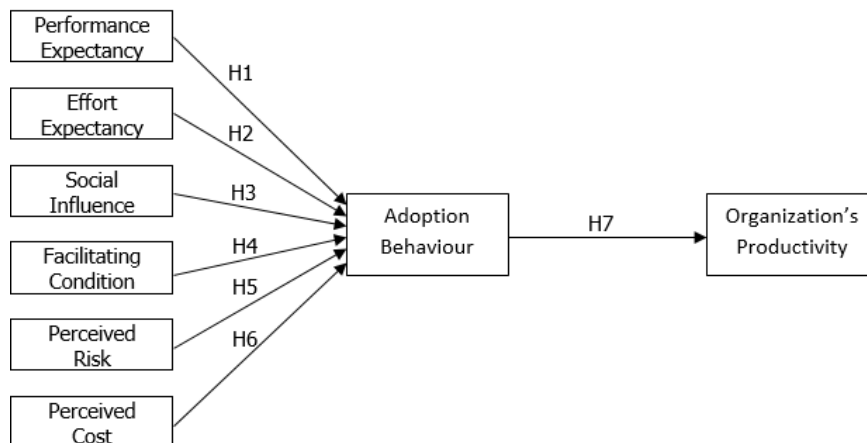 Performance
Expectancy
H1
Effort
Expectancy
H2
Social
Influence
H3
Facilitating
Condition
H4
Perceived
Risk
H5
Perceived
Cost
H6
Adoption
Behaviour
H7
Organization's
Productivity